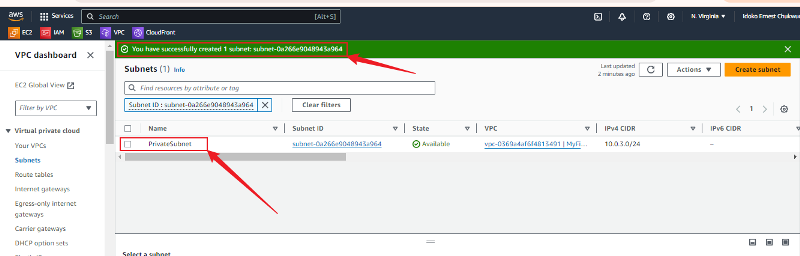 aws Services Search [Alt+S] N. Virginia Idoko Ernest Chukwu
EC2 IAM S3 VPC CloudFront
VPC dashboard
You have successfully created 1 subnet: subnet-0a266e9048943a964
EC2 Global View
Filter by VPC
Virtual private cloud
Your VPCs
Subnets
Route tables
Internet gateways
Egress-only internet
gateways
Carrier gateways
DHCP option sets
Subnets (1) Info
Last updated
2 minutes ago
Actions
Create subnet
Find resources by attribute or tag
Subnet ID : subnet-0a266e9048943a964
Clear filters
1
Name Subnet ID State VPC IPv4 CIDR IPv6 CIDR
PrivateSubnet subnet-0a266e9048943a964 Available vpc-0369e4af6f4813491 | MyFi... 10.0.3.0/24 –
Select a subnet